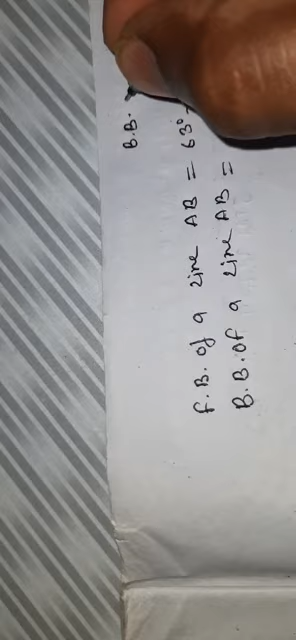 B.B.
F.B. of a Line AB = 63°
B.B. of a Line AB =